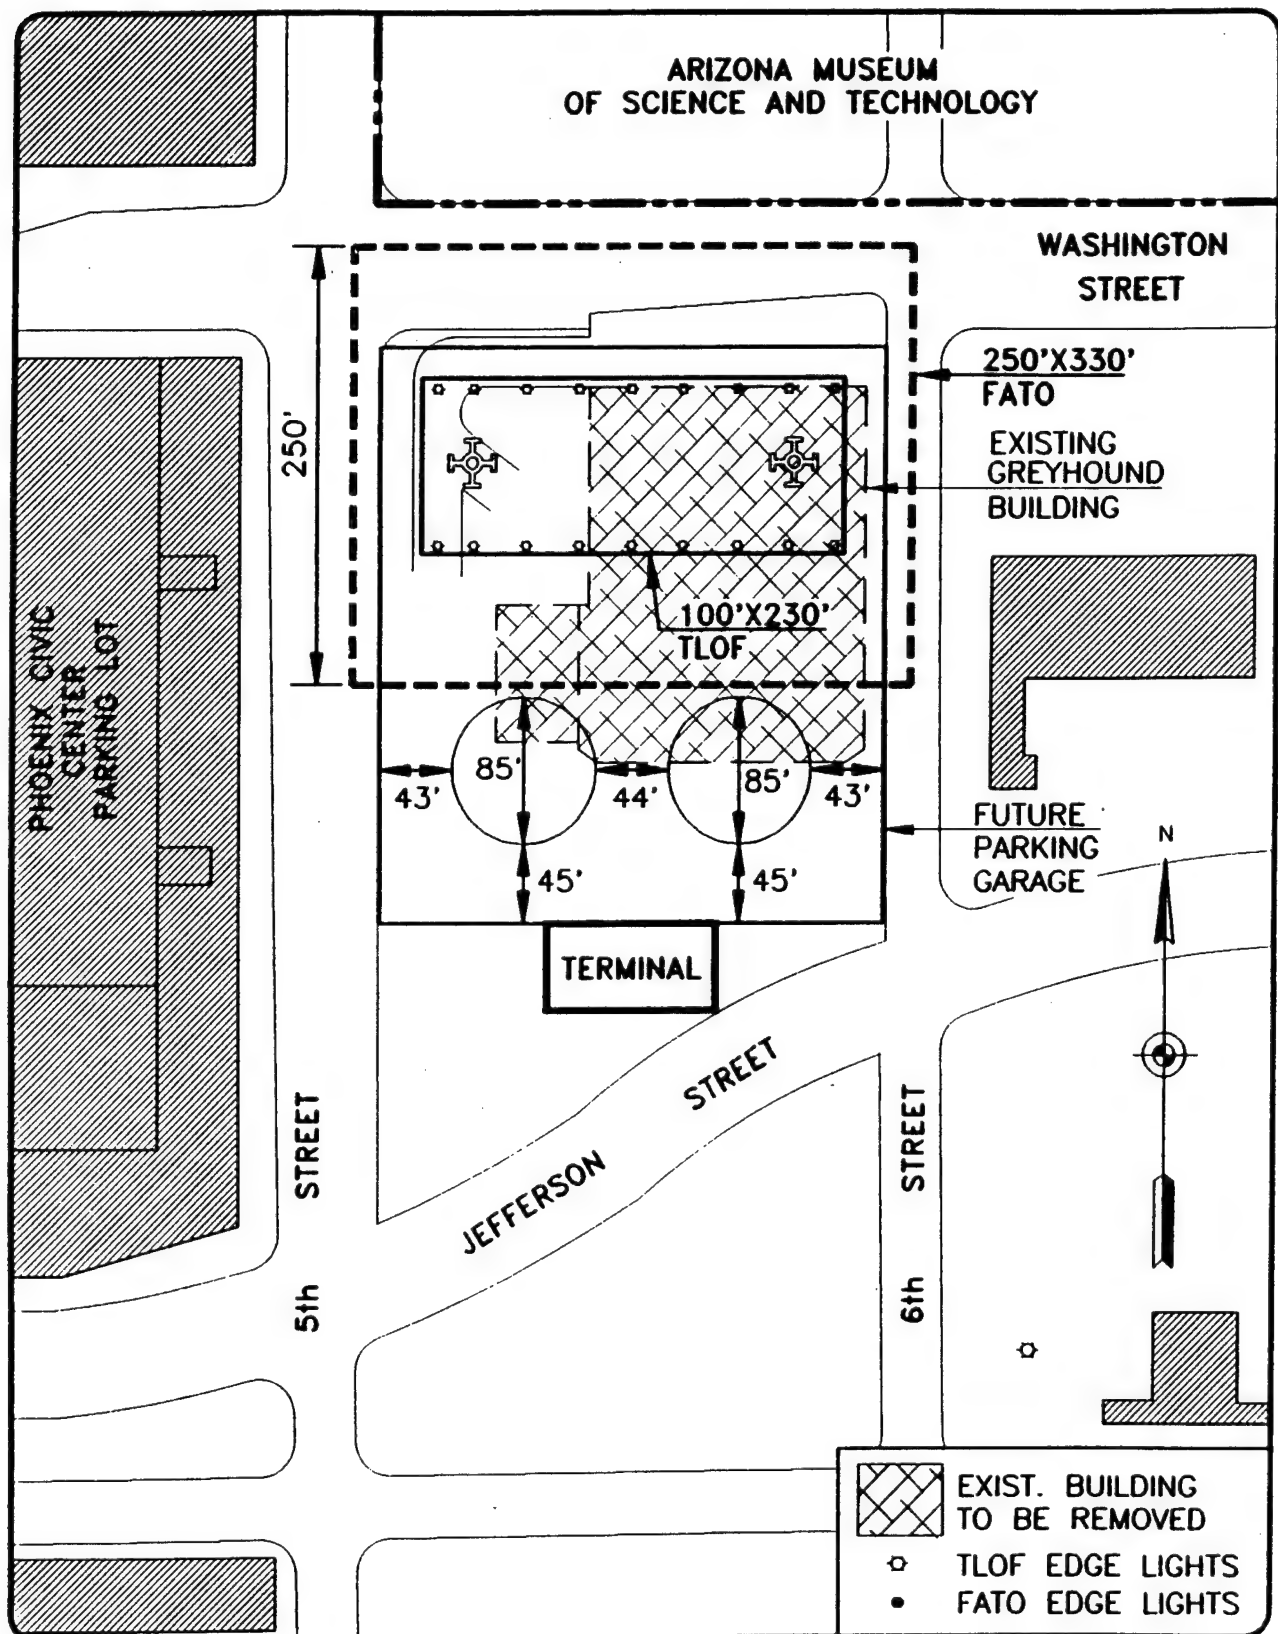 ARIZONA MUSEUM
OF SCIENCE AND TECHNOLOGY
WASHINGTON
STREET
250'X330'
FATO
250'
EXISTING
GREYHOUND
BUILDING
100'X230'
TLOF
PHOENIX CIVIC
CENTER
PARKING LOT
85'
85'
43'
44'
43'
FUTURE
PARKING
GARAGE
N
45'
45'
TERMINAL
JEFFERSON STREET
5th STREET
6th STREET
EXIST. BUILDING
TO BE REMOVED
TLOF EDGE LIGHTS
FATO EDGE LIGHTS